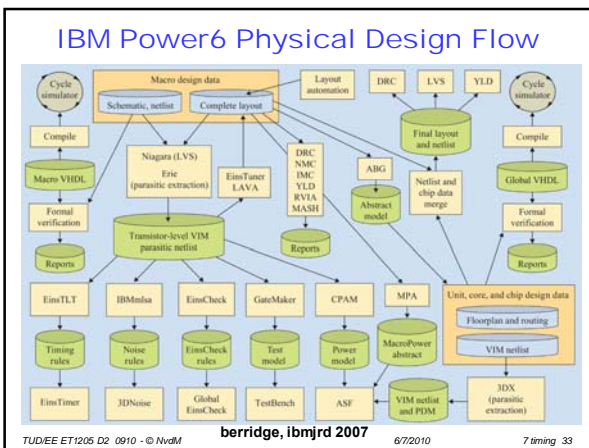 IBM Power6 Physical Design Flow
Cycle
simulator
Compile
Macro VHDL
Formal
verification
Reports
Macro design data
Schematic, netlist
Complete layout
Layout
automation
Niagara (LVS)
Erie
(parasitic extraction)
EinsTuner
LAVA
DRC
NMC
IMC
YLD
RVIA
MASH
Reports
Transistor-level VIM
parasitic netlist
ABG
Abstract
model
DRC
LVS
YLD
Final layout
and netlist
Netlist and
chip data
merge
Cycle
simulator
Compile
Global VHDL
Formal
verification
Reports
EinsTLT
IBMmlsa
EinsCheck
GateMaker
CPAM
MPA
Unit, core, and chip design data
Floorplan and routing
VIM netlist
Timing
rules
Noise
rules
EinsCheck
rules
Test
model
Power
model
MacroPower
abstract
EinsTimer
3DNoise
Global
EinsCheck
TestBench
ASF
VIM netlist
and PDM
3DX
(parasitic
extraction)
berridge, ibmjrd 2007
TUD/EE ET1205 D2 0910 - © NvdM
6/7/2010
7 timing 33